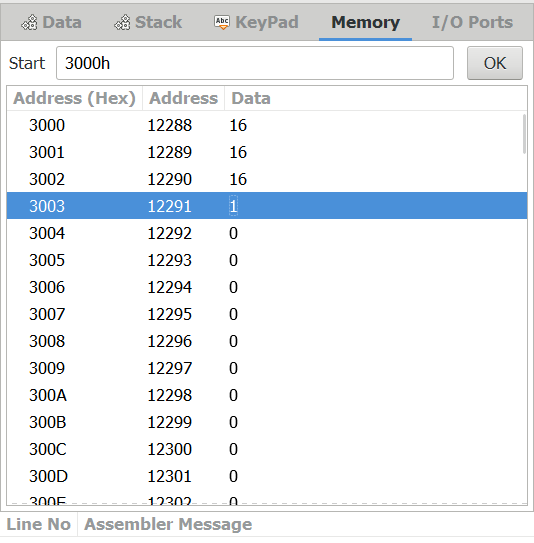 Data Stack Abc KeyPad Memory I/O Ports
Start 3000h OK
Address (Hex) Address Data
3000 12288 16
3001 12289 16
3002 12290 16
3003 12291 1
3004 12292 0
3005 12293 0
3006 12294 0
3007 12295 0
3008 12296 0
3009 12297 0
300A 12298 0
300B 12299 0
300C 12300 0
300D 12301 0
300E 12302 0
Line No Assembler Message